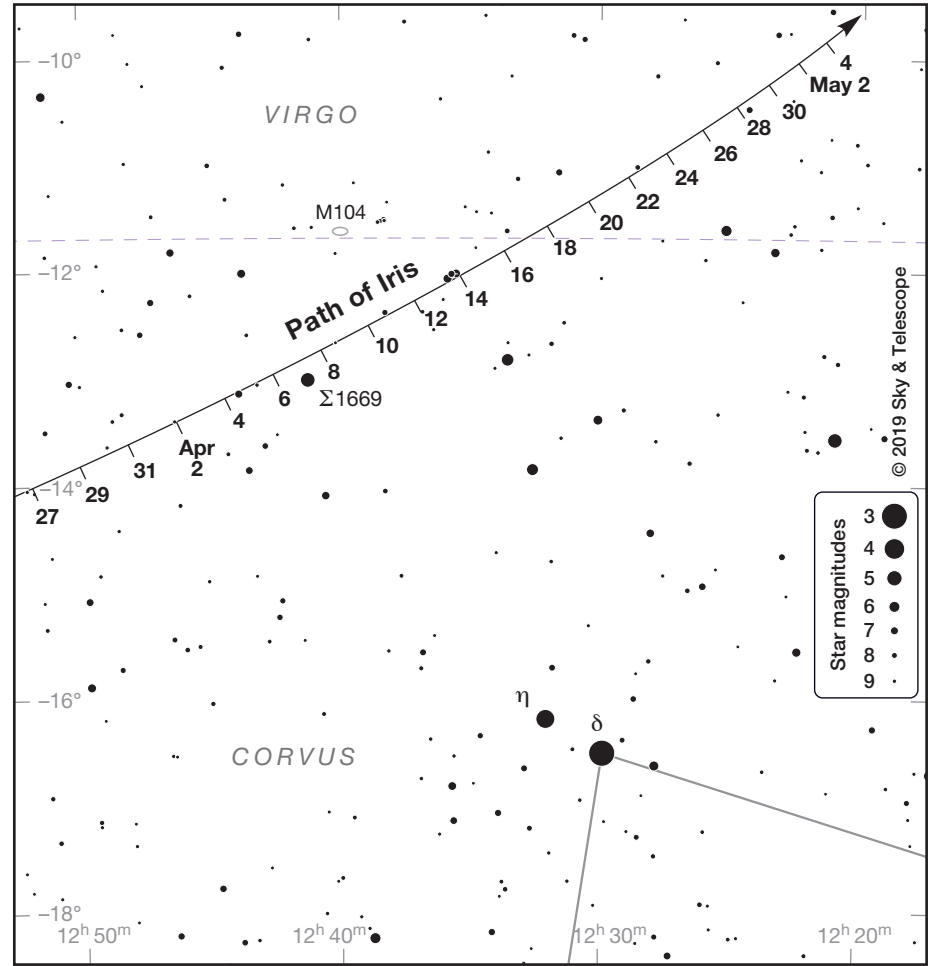 −10°
VIRGO
M104
−12°
Path of Iris
Σ1669
−14°
27
29
31
Apr
2
4
6
8
10
12
14
16
18
20
22
24
26
28
30
May 2
4
© 2019 Sky & Telescope
Star magnitudes
3
4
5
6
7
8
9
−16°
η
δ
CORVUS
−18°
12h 50m
12h 40m
12h 30m
12h 20m